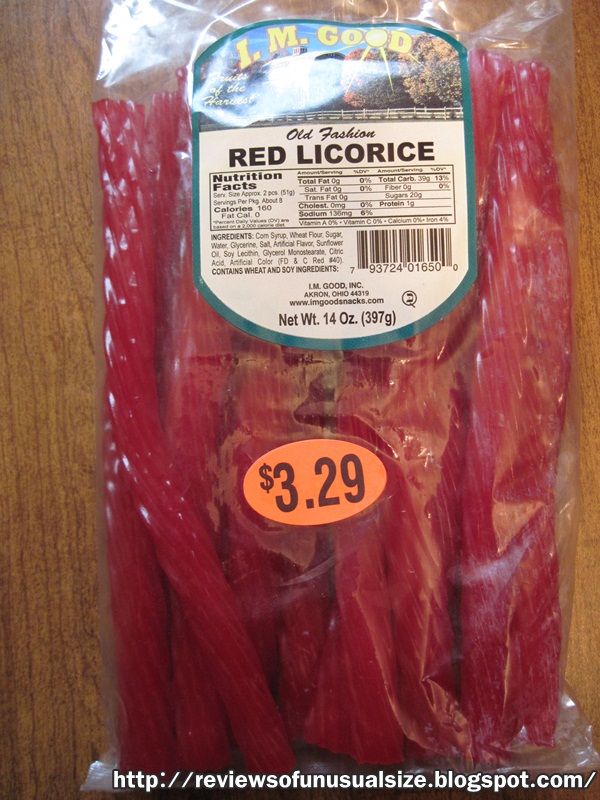 I. M. GOOD
Fruits
of the
Harvest
Old Fashion
RED LICORICE
Nutrition
Facts
Serv. Size Approx. 2 pcs. (51g)
Servings Per Pkg. About 8
Calories 160
Fat Cal. 0
*Percent Daily Values (DV) are
based on a 2,000 calorie diet.
Amount/Serving %DV* Amount/Serving %DV*
Total Fat 0g 0% Total Carb. 39g 13%
Sat. Fat 0g 0% Fiber 0g 0%
Trans Fat 0g Sugars 20g
Cholest. 0mg 0% Protein 1g
Sodium 136mg 6%
Vitamin A 0% • Vitamin C 0% • Calcium 0% • Iron 4%
INGREDIENTS: Corn Syrup, Wheat Flour, Sugar,
Water, Glycerine, Salt, Artificial Flavor, Sunflower
Oil, Soy Lecithin, Glycerol Monostearate, Citric
Acid, Artificial Color (FD & C Red #40).
CONTAINS WHEAT AND SOY INGREDIENTS:
7 93724 01650 0
I.M. GOOD, INC.
AKRON, OHIO 44319
www.imgoodsnacks.com
Net Wt. 14 Oz. (397g)
$3.29
http://reviewsofunusualsize.blogspot.com/